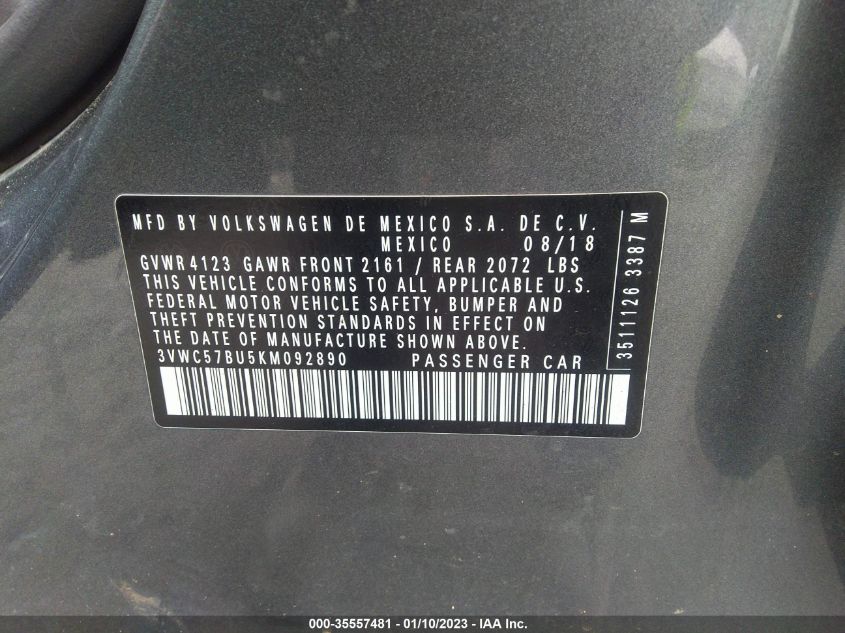 MFD BY VOLKSWAGEN DE MEXICO S.A. DE C.V.
MEXICO 08/18
GVWR 4123 GAWR FRONT 2161 / REAR 2072 LBS
THIS VEHICLE CONFORMS TO ALL APPLICABLE U.S.
FEDERAL MOTOR VEHICLE SAFETY, BUMPER AND
THEFT PREVENTION STANDARDS IN EFFECT ON
THE DATE OF MANUFACTURE SHOWN ABOVE.
3VWC57BU5KM092890 PASSENGER CAR
3511126 3387 M
000-35557481 - 01/10/2023 - IAA Inc.